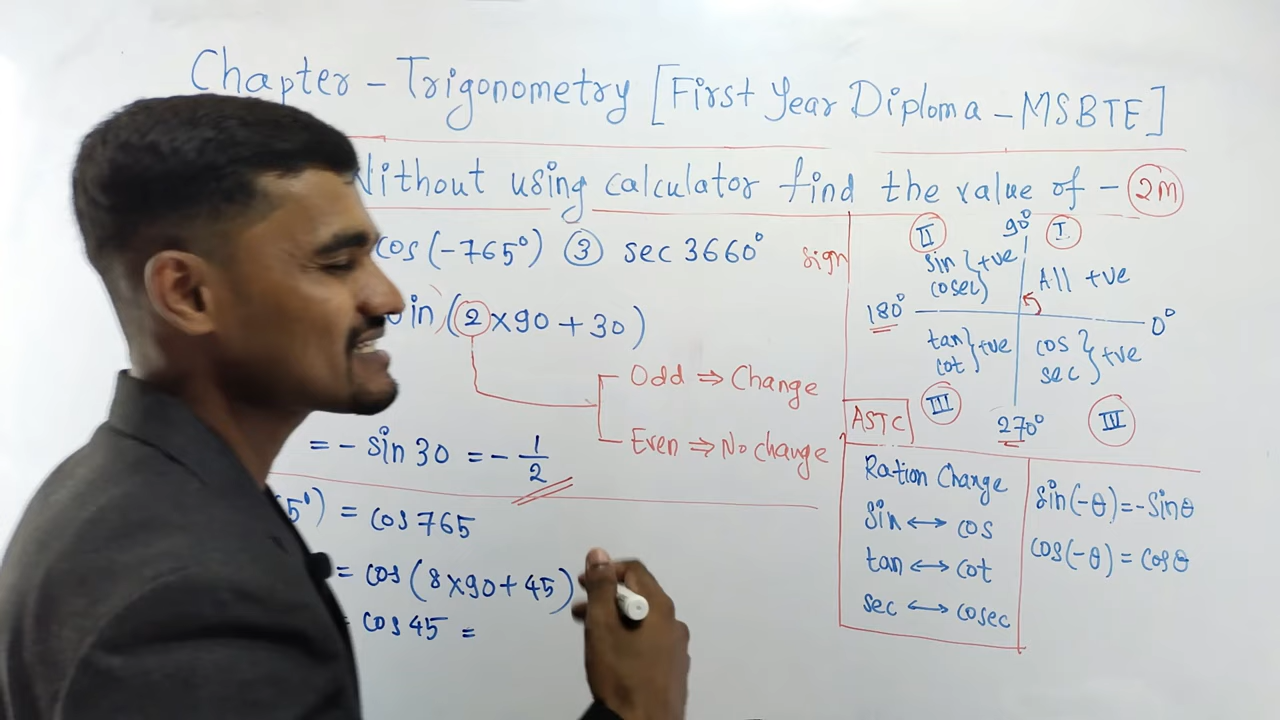 Chapter - Trigonometry [First Year Diploma - MSBTE]
Without using calculator find the value of - 2M
cos(-765°) ③ sec 3660°
sin (2×90+30)
Odd ⇒ Change
Even ⇒ No change
= - sin 30 = - 1/2
5°) = cos 765
= cos (8×90+45)
= cos 45 =
sign
90°
II
I
sin } +ve
cosec
All +ve
180°
0°
tan } +ve
cot
cos } +ve
sec
III
270°
III
ASTC
Ration Change
sin ↔ cos
tan ↔ cot
sec ↔ cosec
sin(-θ) = -sinθ
cos(-θ) = cosθ